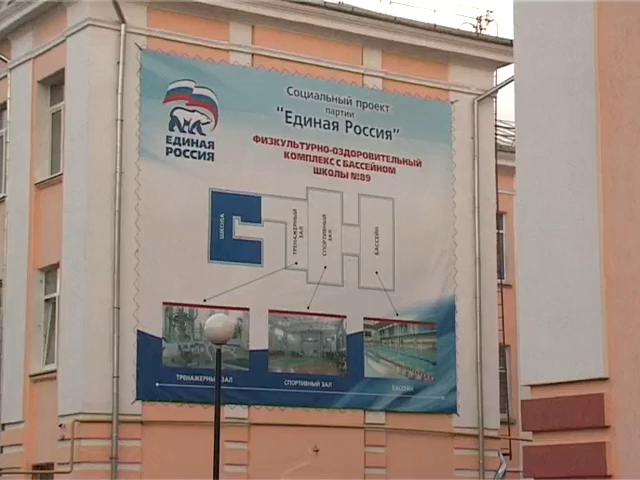 Социальный проект
партии
"Единая Россия"
ЕДИНАЯ
РОССИЯ
ФИЗКУЛЬТУРНО-ОЗДОРОВИТЕЛЬНЫЙ
КОМПЛЕКС С БАССЕЙНОМ
ШКОЛЫ №89
ШКОЛА
ТРЕНАЖЕРНЫЙ
ЗАЛ
СПОРТИВНЫЙ
ЗАЛ
БАССЕЙН
ТРЕНАЖЕРНЫЙ ЗАЛ
СПОРТИВНЫЙ ЗАЛ
БАССЕЙН